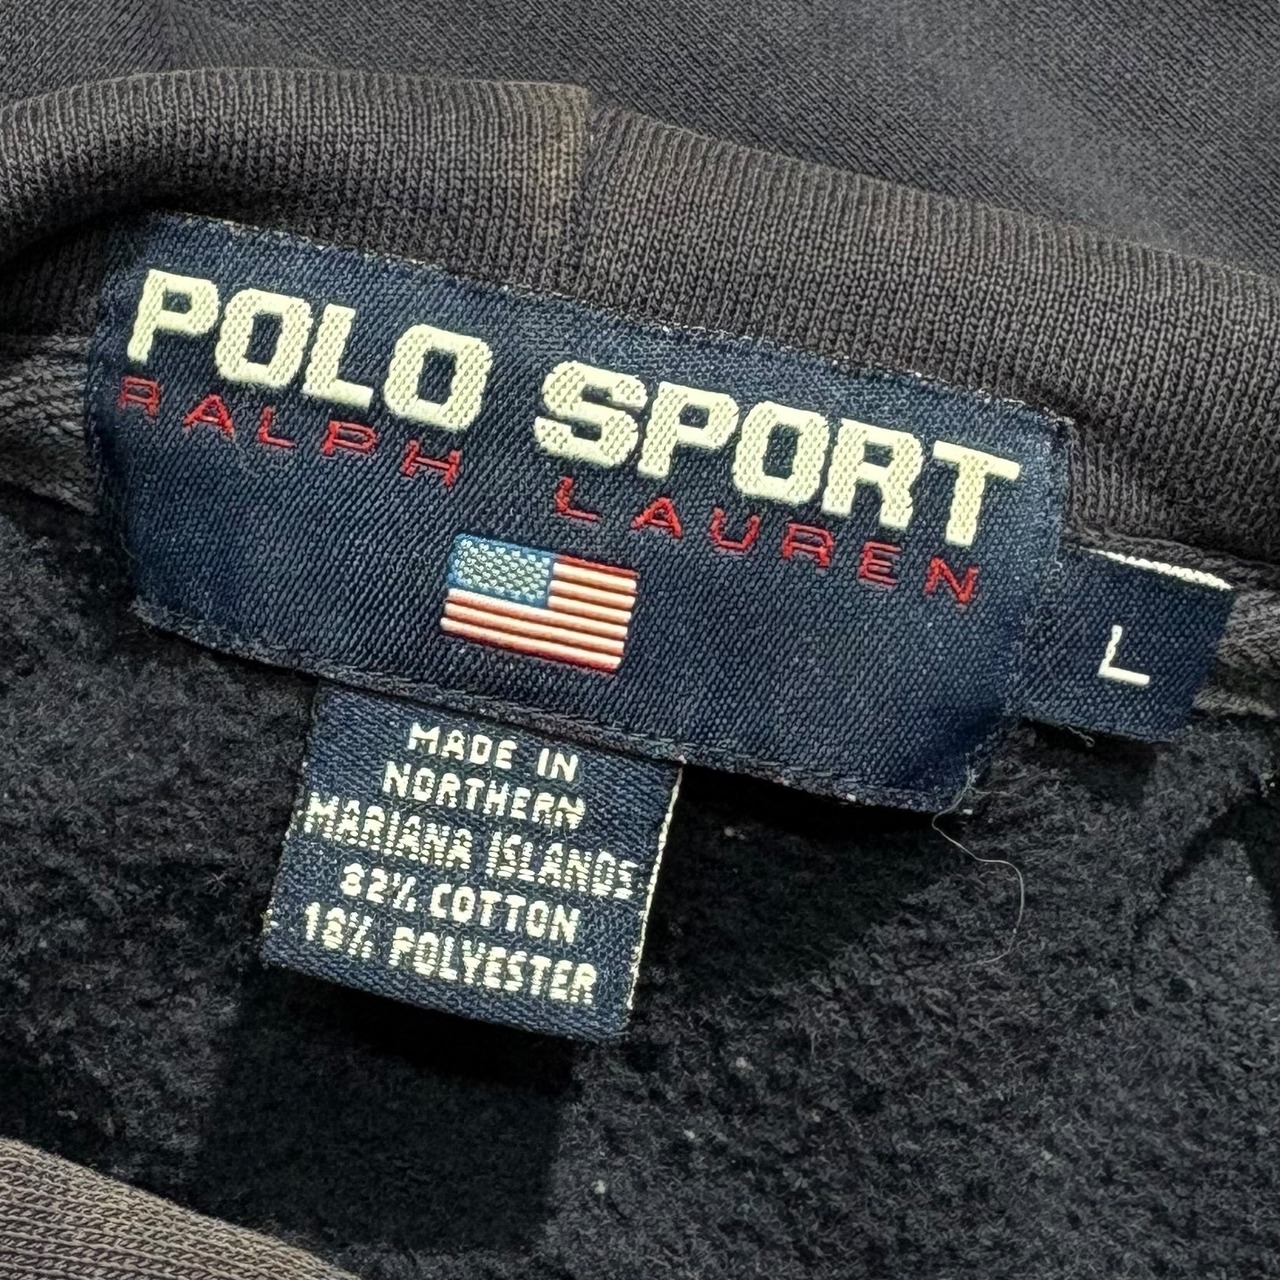 POLO SPORT
RALPH LAUREN
L
MADE IN
NORTHERN
MARIANA ISLANDS
82% COTTON
18% POLYESTER